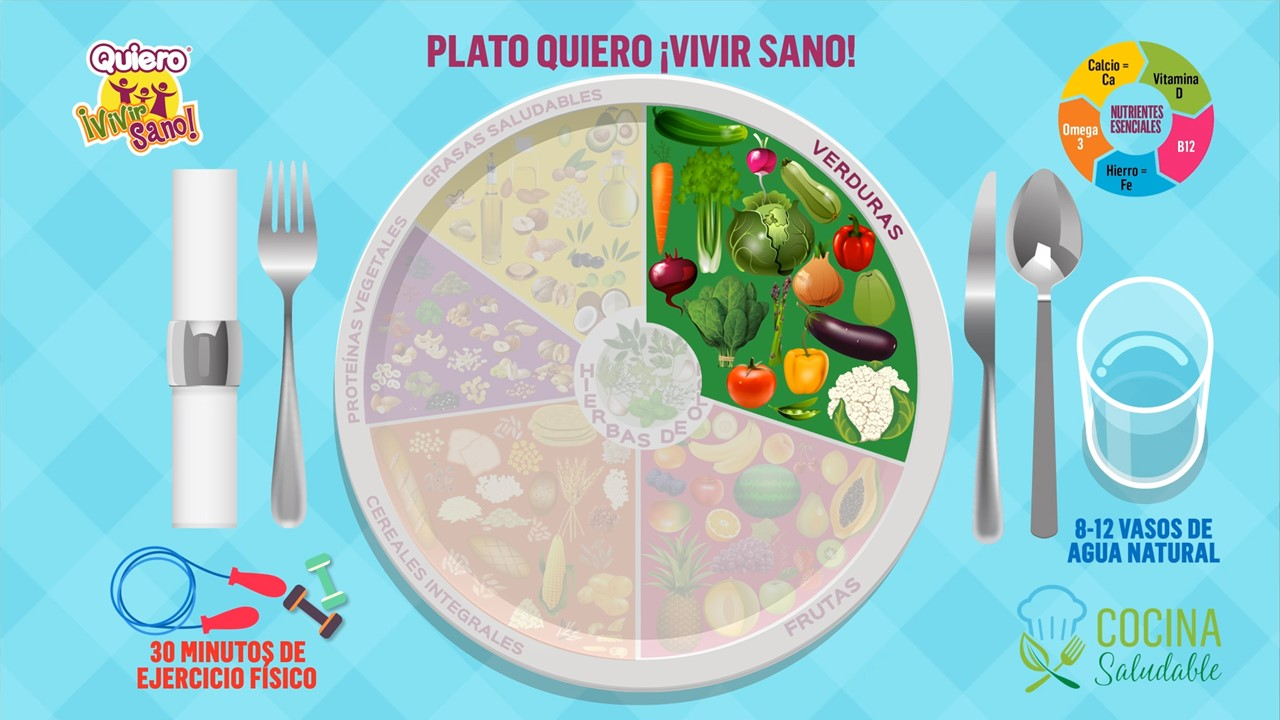 PLATO QUIERO ¡VIVIR SANO!
Quiero®
¡Vivir
Sano!
Calcio =
Ca
Vitamina
D
Omega
3
NUTRIENTES
ESENCIALES
B12
Hierro =
Fe
GRASAS SALUDABLES
VERDURAS
PROTEÍNAS VEGETALES
HIERBAS DE OL
CEREALES INTEGRALES
FRUTAS
8-12 VASOS DE
AGUA NATURAL
30 MINUTOS DE
EJERCICIO FÍSICO
COCINA
Saludable